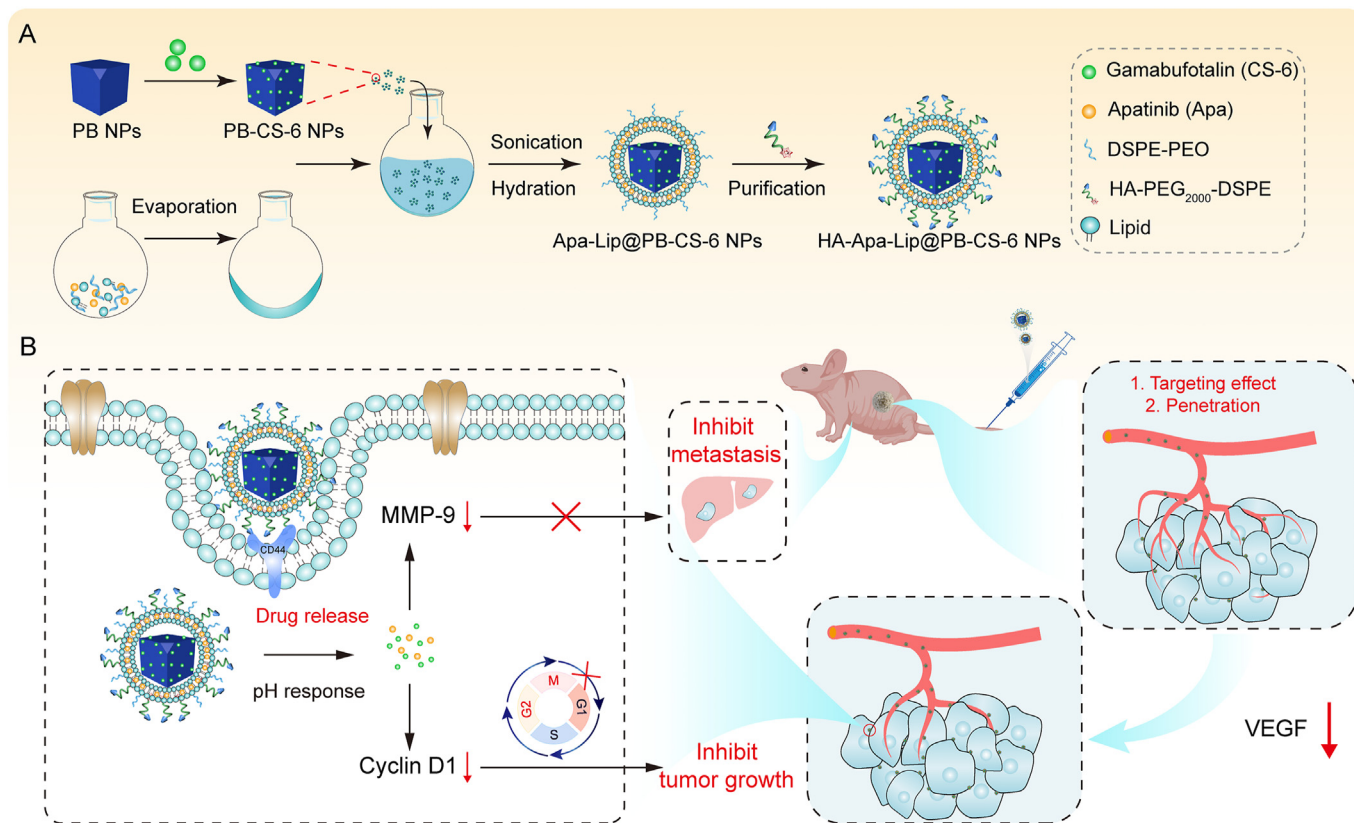 A
PB NPs
PB-CS-6 NPs
Evaporation
Sonication
Hydration
Purification
Apa-Lip@PB-CS-6 NPs
HA-Apa-Lip@PB-CS-6 NPs
Gamabufotalin (CS-6)
Apatinib (Apa)
DSPE-PEO
HA-PEG2000-DSPE
Lipid
B
CD44
MMP-9
Drug release
pH response
M
G1
S
G2
Cyclin D1
Inhibit
metastasis
Inhibit
tumor growth
1. Targeting effect
2. Penetration
VEGF